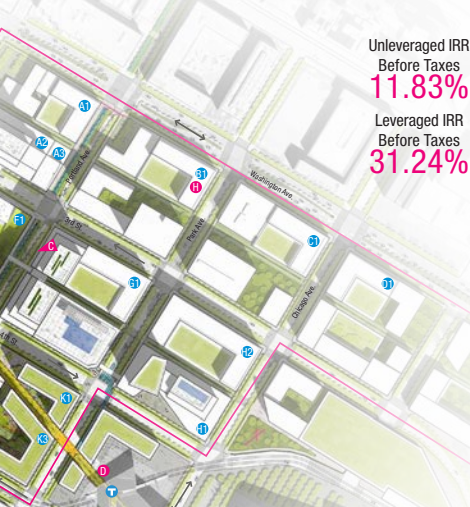 Unleveraged IRR
Before Taxes
11.83%
Leveraged IRR
Before Taxes
31.24%
A1
A2
A3
Portland Ave.
B1
H
Washington Ave.
F1
3rd St.
C
Park Ave.
C1
G1
Chicago Ave.
D1
4th St.
H2
K1
H1
K3
D
T